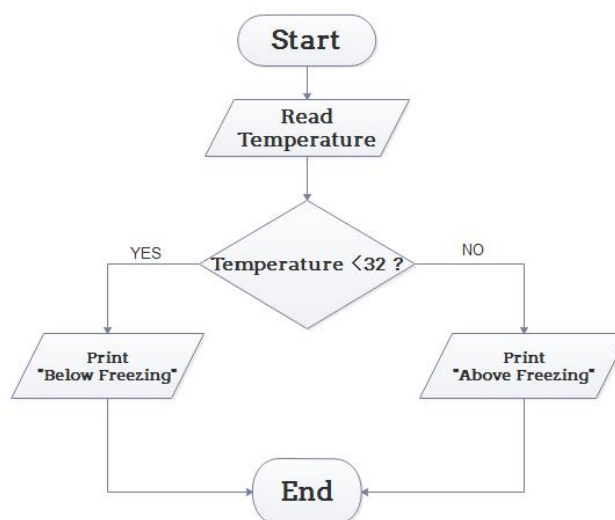 Start
Read
Temperature
Temperature <32 ?
YES
NO
Print
"Below Freezing"
Print
"Above Freezing"
End